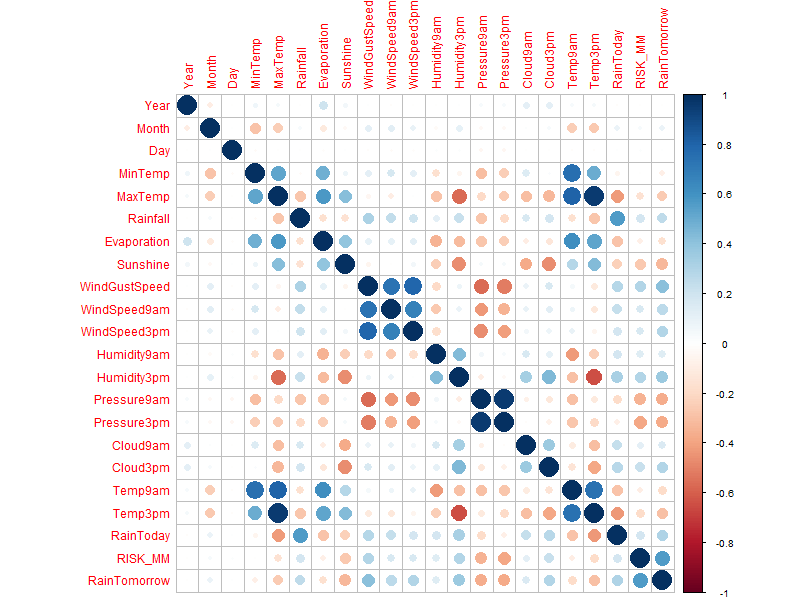 Year
Month
Day
MinTemp
MaxTemp
Rainfall
Evaporation
Sunshine
WindGustSpeed
WindSpeed9am
WindSpeed3pm
Humidity9am
Humidity3pm
Pressure9am
Pressure3pm
Cloud9am
Cloud3pm
Temp9am
Temp3pm
RainToday
RISK_MM
RainTomorrow
Year
Month
Day
MinTemp
MaxTemp
Rainfall
Evaporation
Sunshine
WindGustSpeed
WindSpeed9am
WindSpeed3pm
Humidity9am
Humidity3pm
Pressure9am
Pressure3pm
Cloud9am
Cloud3pm
Temp9am
Temp3pm
RainToday
RISK_MM
RainTomorrow
1
0.8
0.6
0.4
0.2
0
-0.2
-0.4
-0.6
-0.8
-1